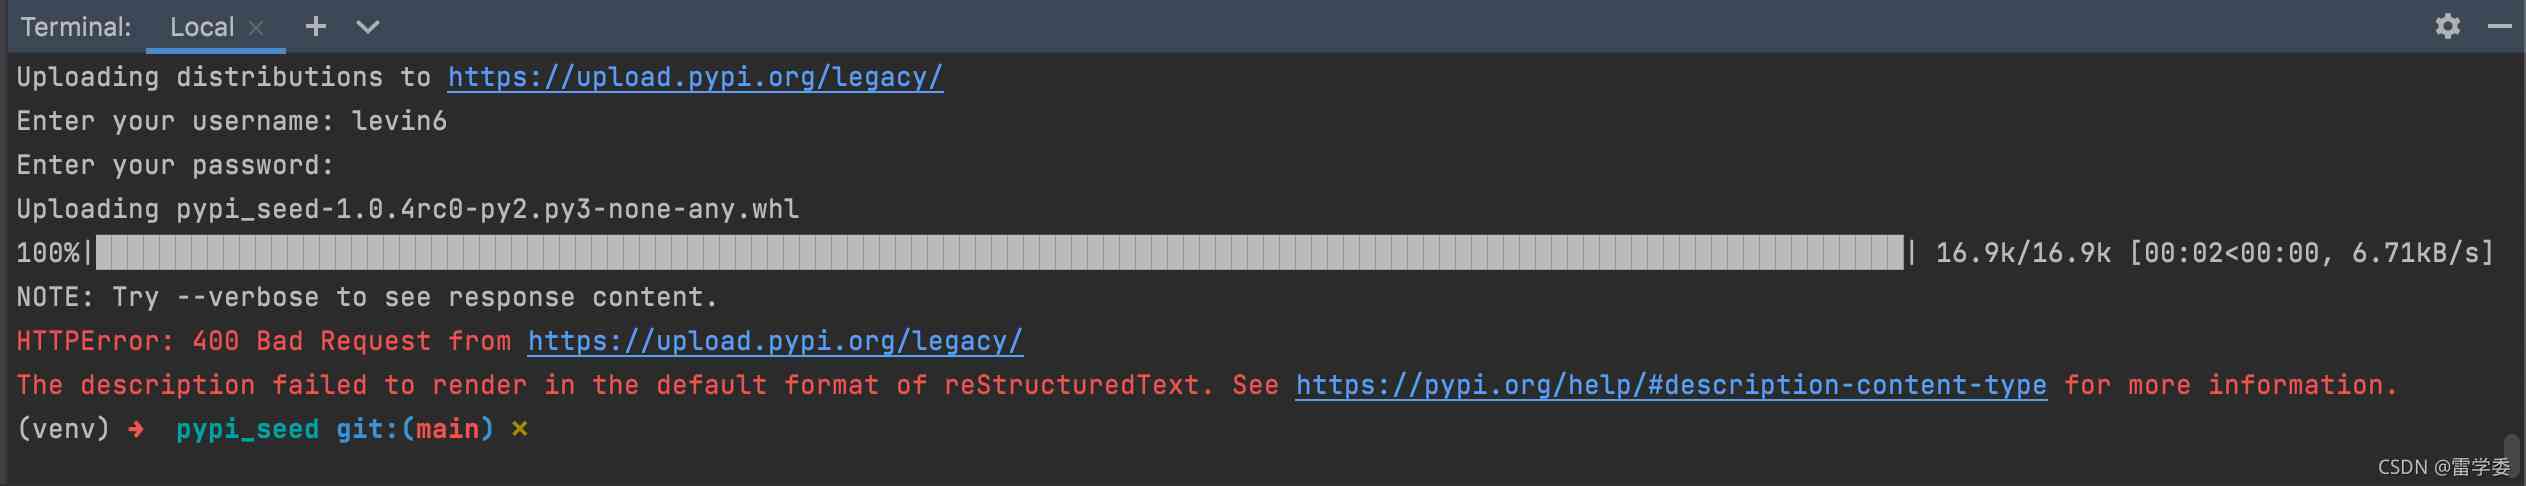 Terminal: Local × + ⌄
Uploading distributions to https://upload.pypi.org/legacy/
Enter your username: levin6
Enter your password:
Uploading pypi_seed-1.0.4rc0-py2.py3-none-any.whl
100%|████████████████████████████████████████| 16.9k/16.9k [00:02<00:00, 6.71kB/s]
NOTE: Try --verbose to see response content.
HTTPError: 400 Bad Request from https://upload.pypi.org/legacy/
The description failed to render in the default format of reStructuredText. See https://pypi.org/help/#description-content-type for more information.
(venv) ➜ pypi_seed git:(main) ✗
CSDN @雷学委